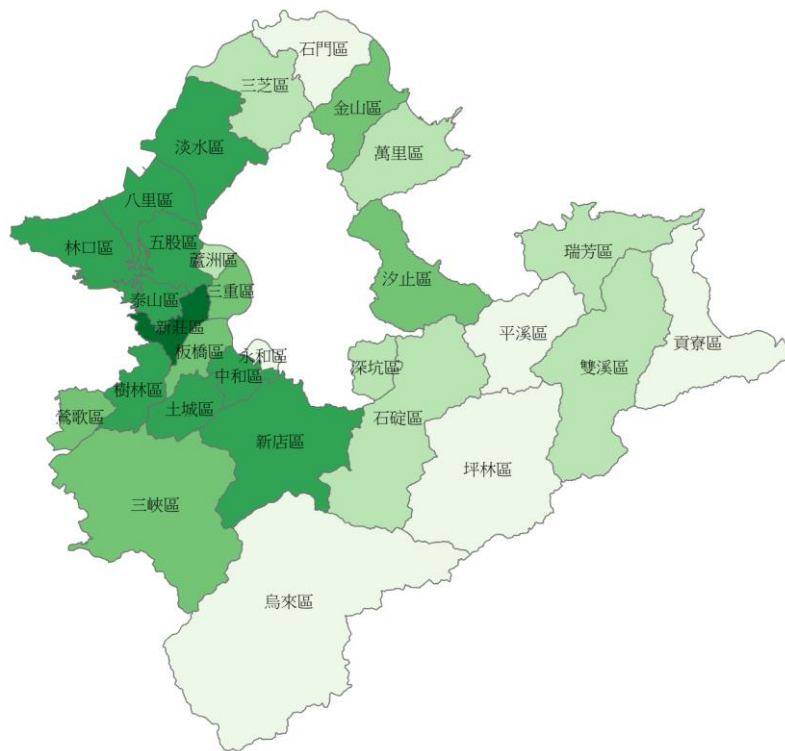 石門區
三芝區
金山區
淡水區
萬里區
八里區
林口區
五股區
瑞芳區
蘆洲區
汐止區
三重區
泰山區
新莊區
平溪區
貢寮區
板橋區
永和區
深坑區
雙溪區
中和區
樹林區
鶯歌區
土城區
石碇區
新店區
坪林區
三峽區
烏來區